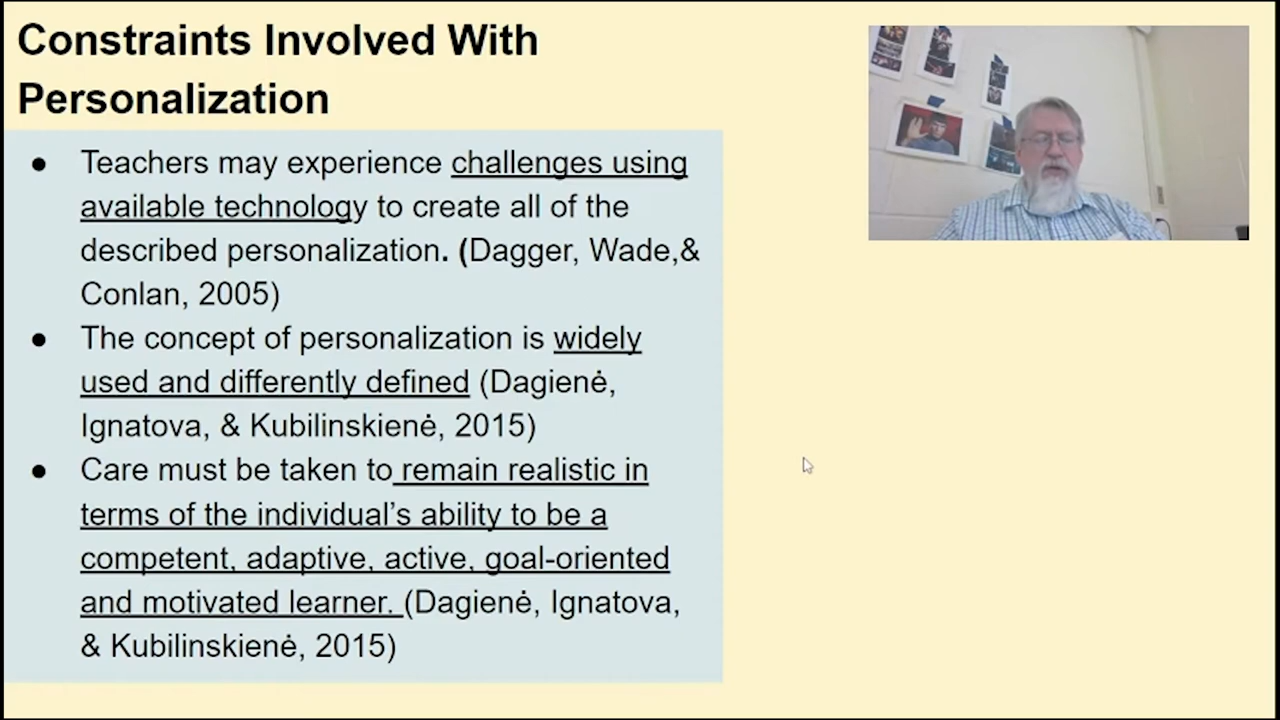 Constraints Involved With
Personalization
● Teachers may experience challenges using
available technology to create all of the
described personalization. (Dagger, Wade,&
Conlan, 2005)
● The concept of personalization is widely
used and differently defined (Dagienė,
Ignatova, & Kubilinskienė, 2015)
● Care must be taken to remain realistic in
terms of the individual’s ability to be a
competent, adaptive, active, goal-oriented
and motivated learner. (Dagienė, Ignatova,
& Kubilinskienė, 2015)